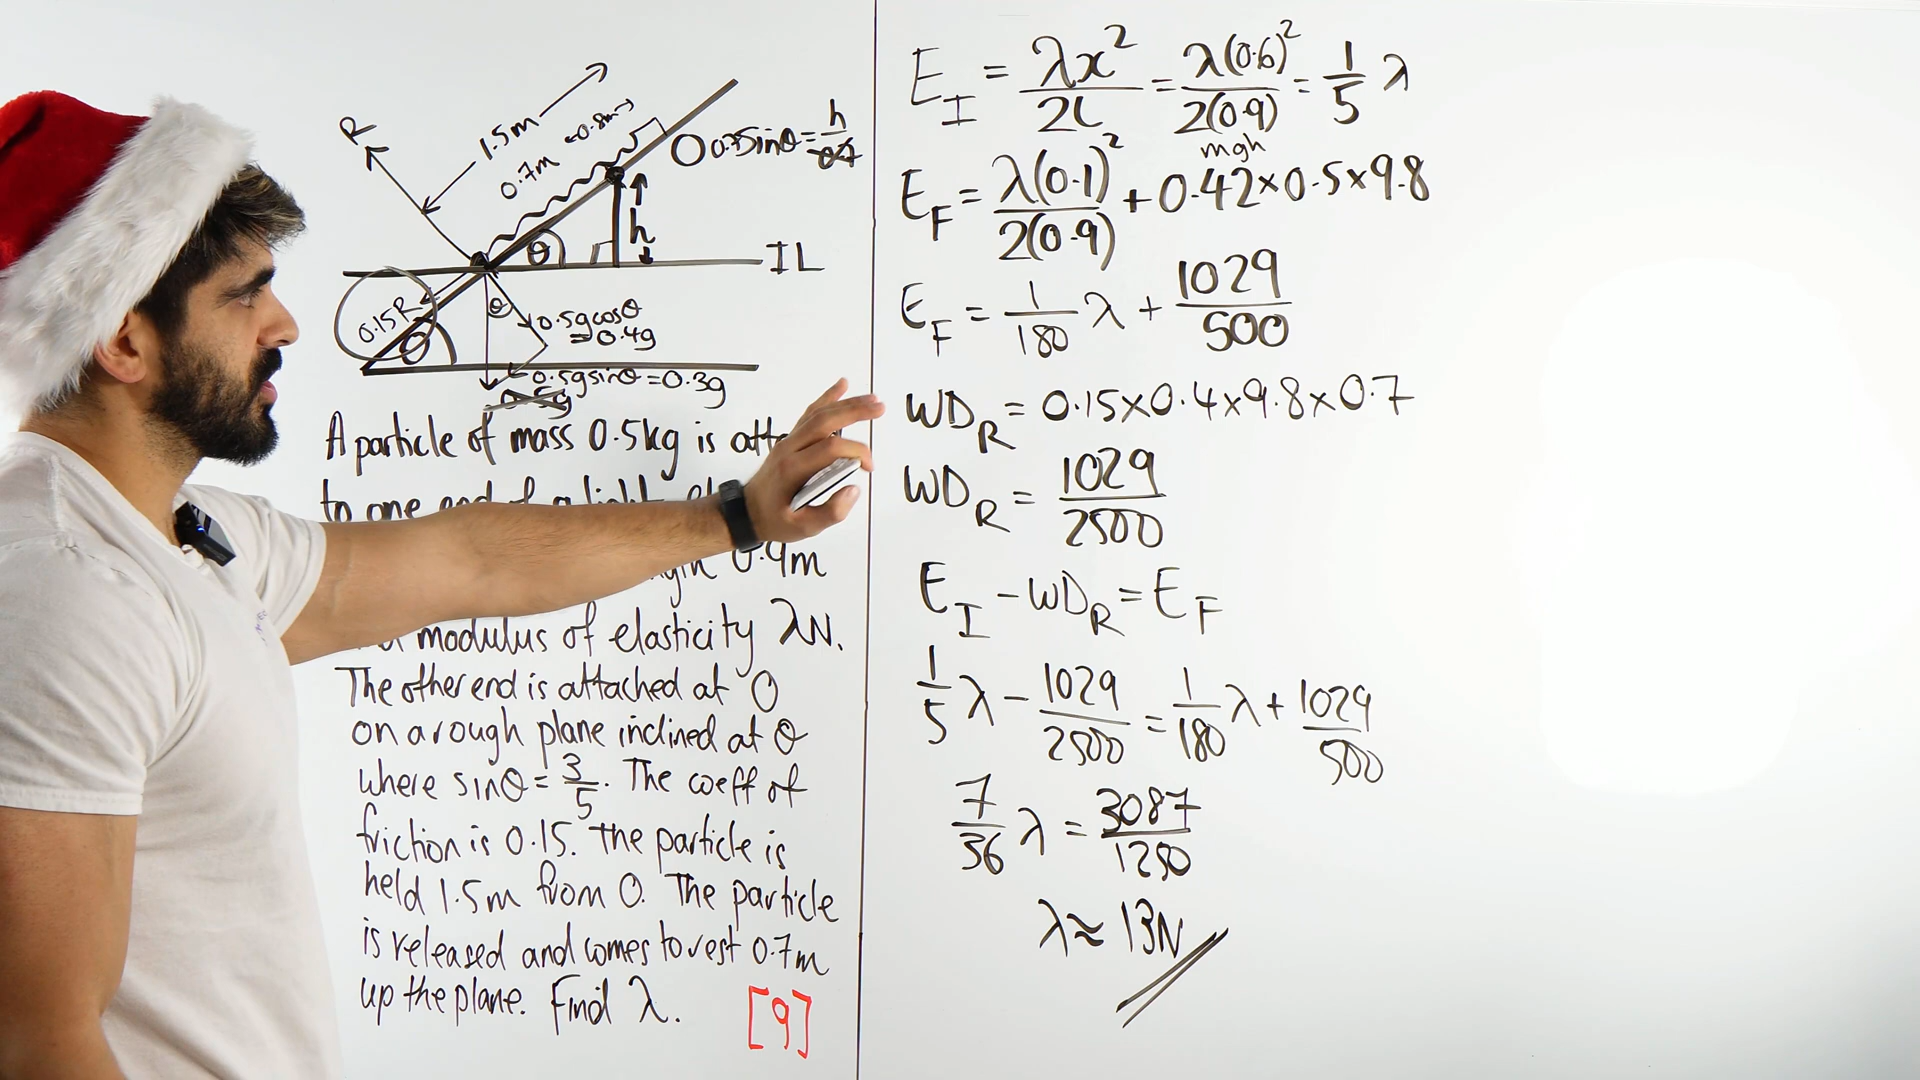 R
1.5m
0.7m
0.8m
O
0.7sinθ = h
h
θ
IL
0.15R
θ
θ
0.5gcosθ
= 0.4g
0.5gsinθ = 0.3g
0.5g
A particle of mass 0.5kg is
to one end of a light
0.9m
modulus of elasticity λN.
The other end is attached at O
on a rough plane inclined at θ
where sinθ = 3/5. The coeff of
friction is 0.15. The particle is
held 1.5m from O. The particle
is released and comes to rest 0.7m
up the plane. Find λ.
[9]
E_I = λx²/2l = λ(0.6)²/2(0.9) = 1/5 λ
mgh
E_F = λ(0.1)²/2(0.9) + 0.42×0.5×9.8
E_F = 1/180 λ + 1029/500
WD_R = 0.15×0.4×9.8×0.7
WD_R = 1029/2500
E_I - WD_R = E_F
1/5 λ - 1029/2500 = 1/180 λ + 1029/500
7/36 λ = 3087/1250
λ ≈ 13N